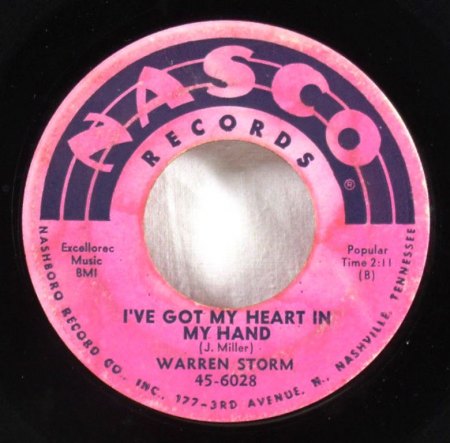 NASCO
RECORDS
®
Excellorec
Music
BMI
Popular
Time 2:11
(B)
I'VE GOT MY HEART IN
MY HAND
(J. Miller)
WARREN STORM
45-6028
NASHBORO RECORD CO., INC., 177-3RD AVENUE, N., NASHVILLE, TENNESSEE